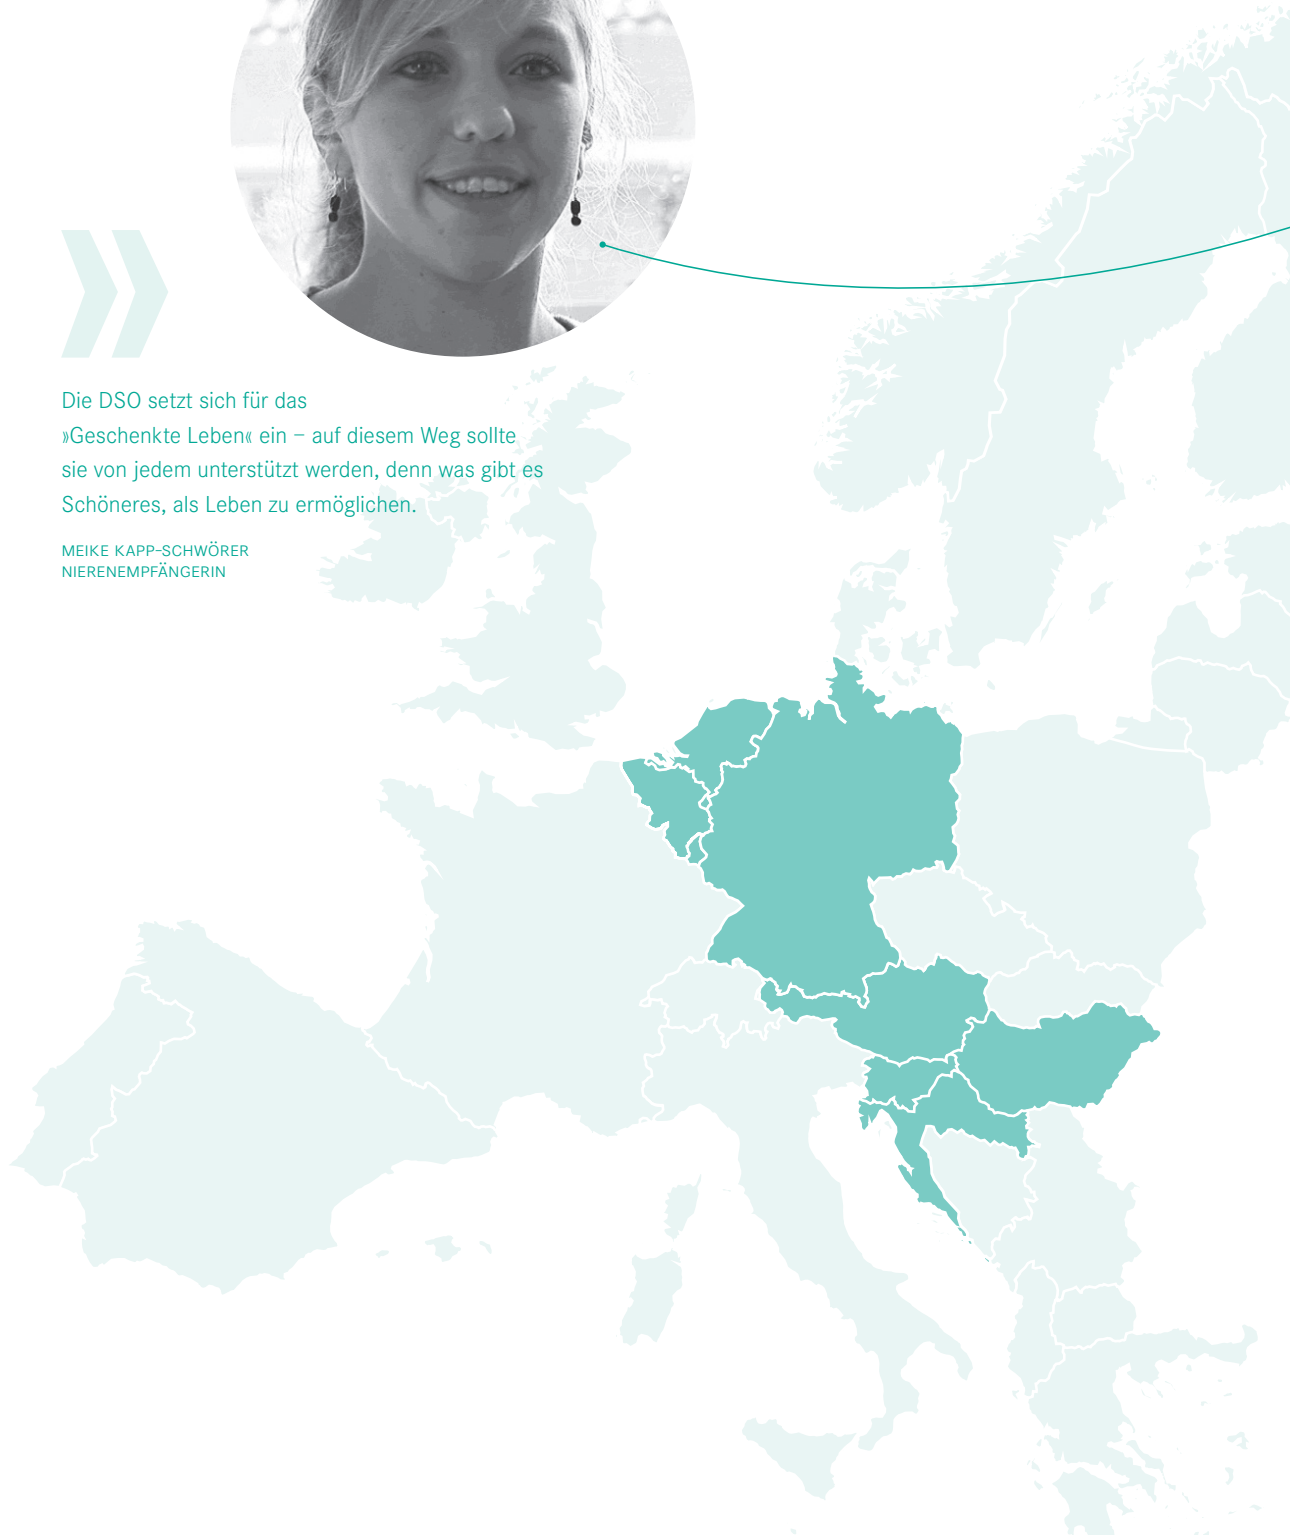 Die DSO setzt sich für das
»Geschenkte Leben« ein – auf diesem Weg sollte
sie von jedem unterstützt werden, denn was gibt es
Schöneres, als Leben zu ermöglichen.
MEIKE KAPP-SCHWÖRER
NIERENEMPFÄNGERIN